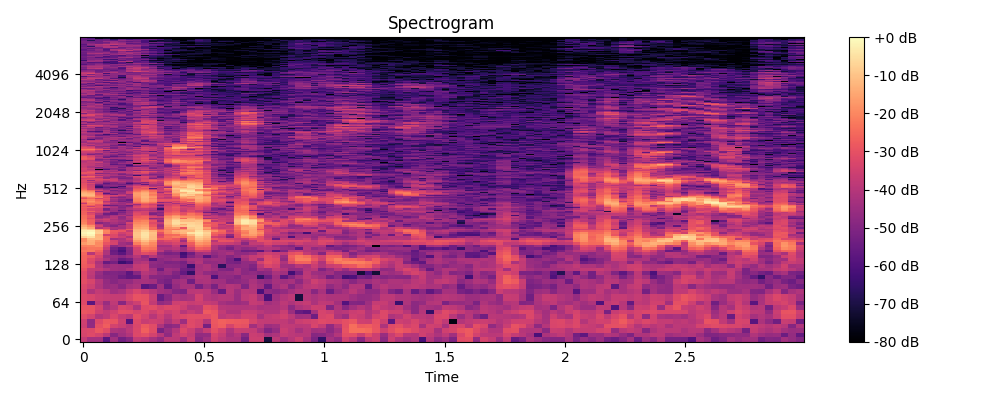 Spectrogram
Hz
4096
2048
1024
512
256
128
64
0
0
0.5
1
1.5
2
2.5
Time
+0 dB
-10 dB
-20 dB
-30 dB
-40 dB
-50 dB
-60 dB
-70 dB
-80 dB